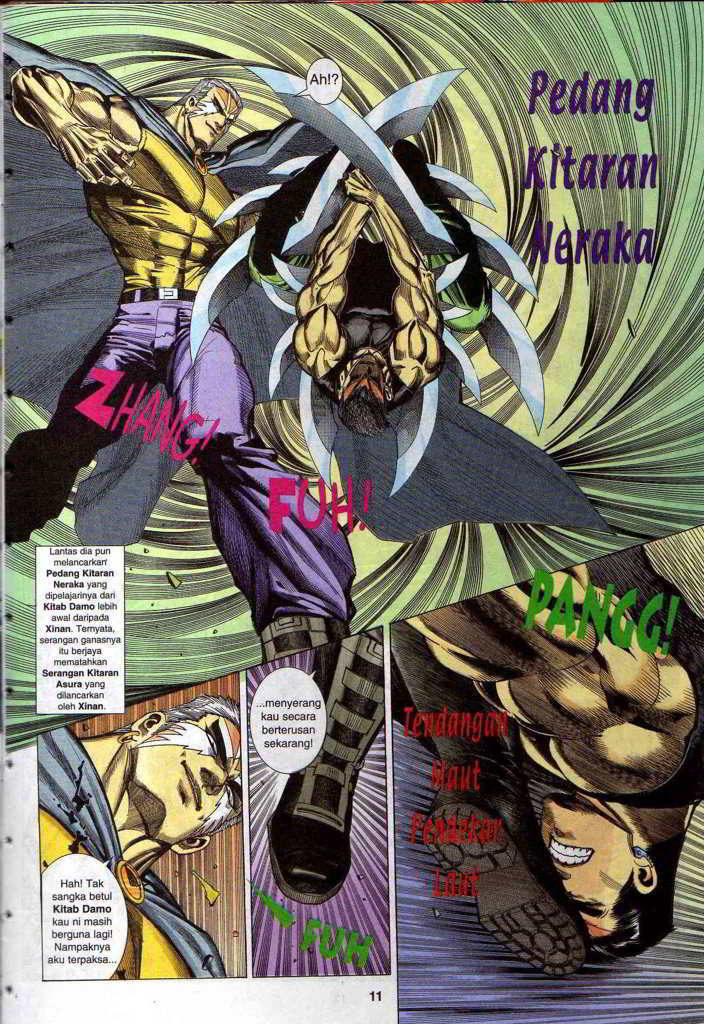 Ah!?
Pedang
Kitaran
Neraka
ZHANG!
FUH!
Lantas dia pun
melancarkan
Pedang Kitaran
Neraka yang
dipelajarinya dari
Kitab Damo lebih
awal daripada
Xinan. Ternyata,
serangan ganasnya
itu berjaya
mematahkan
Serangan Kitaran
Asura yang
dilancarkan
oleh Xinan.
Hah! Tak
sangka betul
Kitab Damo
kau ni masih
berguna lagi!
Nampaknya
aku terpaksa...
...menyerang
kau secara
berterusan
sekarang!
FUH
PANGG!
Tendangan
Maut
Pendekar
Laut
11